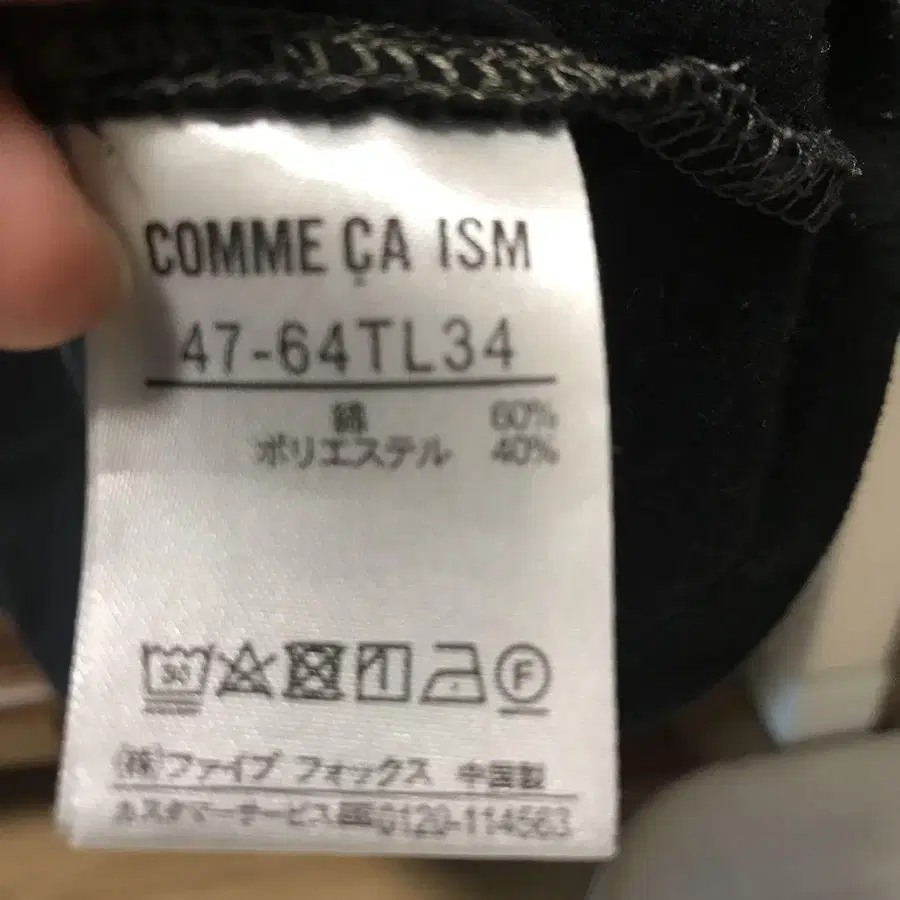 COMME ÇA ISM
47-64TL34
綿 60%
ポリエステル 40%
30
F
(株)ファイブ フォックス 中国製
カスタマーサービス 0120-114563